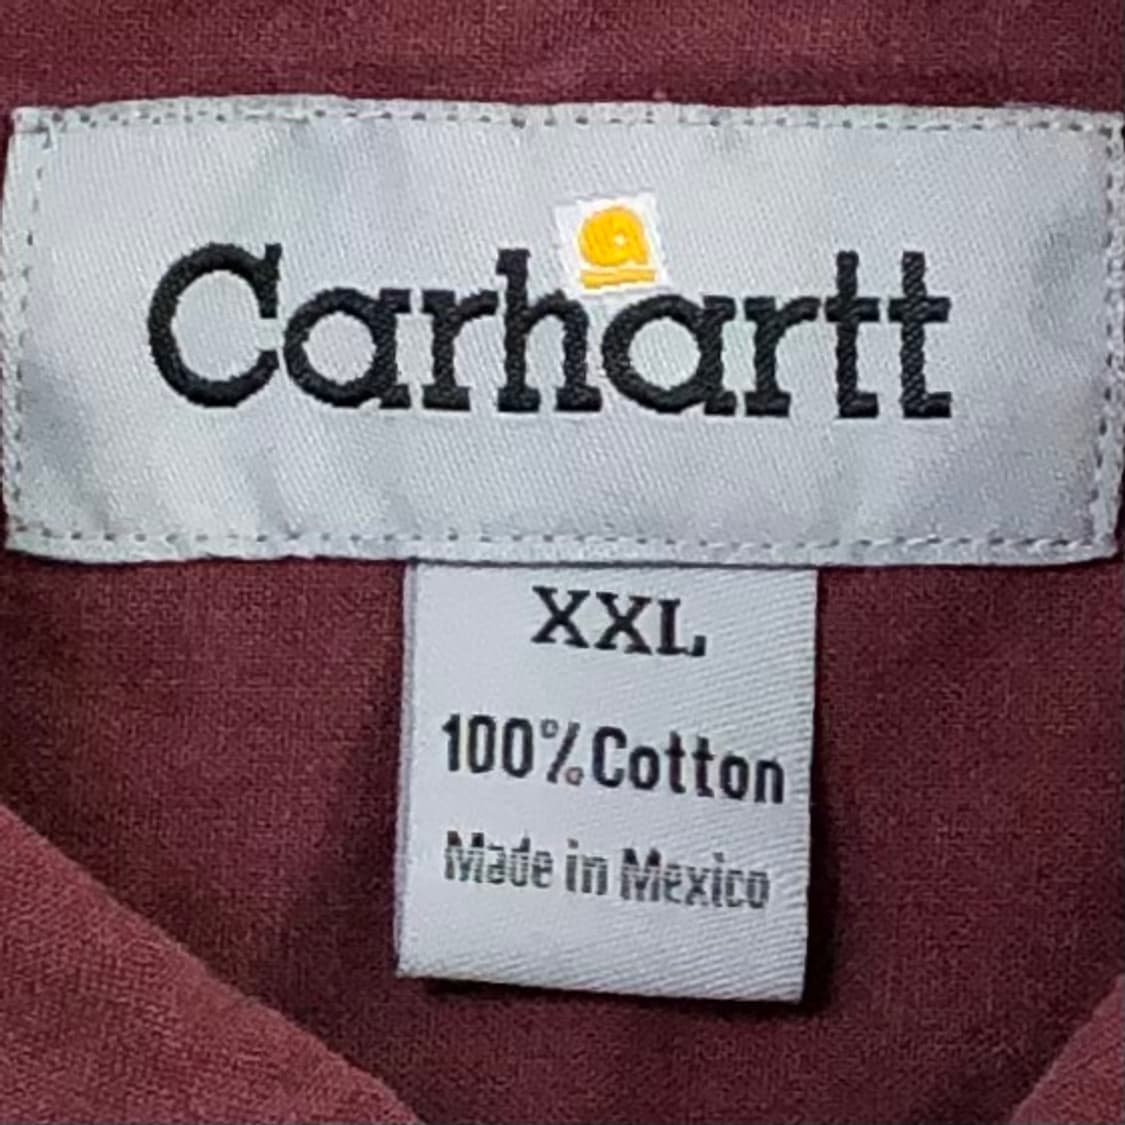 Carhartt
XXL
100% Cotton
Made in Mexico